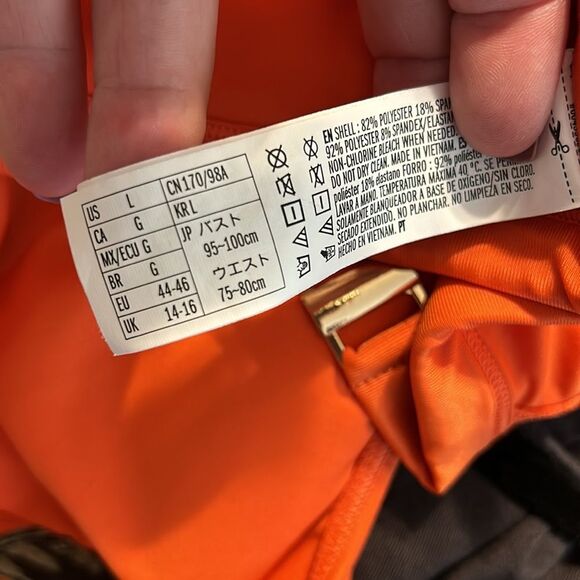 US L CN170/98A
CA G KR L
MX/ECU G JP バスト
BR G 95~100cm
EU 44-46 ウエスト
UK 14-16 75~80cm
EN SHELL: 82% POLYESTER 18% SPAN
92% POLYESTER 8% SPANDEX/ELASTAN
NON-CHLORINE BLEACH WHEN NEEDED.
DO NOT DRY CLEAN. MADE IN VIETNAM. ES
poliéster 18% elastano FORRO: 92% poliéster
LAVAR A MANO. TEMPERATURA MÁXIMA 40 °C. SE PERMI
SOLAMENTE BLANQUEADOR A BASE DE OXÍGENO/SIN CLORO.
SECADO EXTENDIDO. NO PLANCHAR. NO LIMPIEZA EN SECO.
HECHO EN VIETNAM. PT